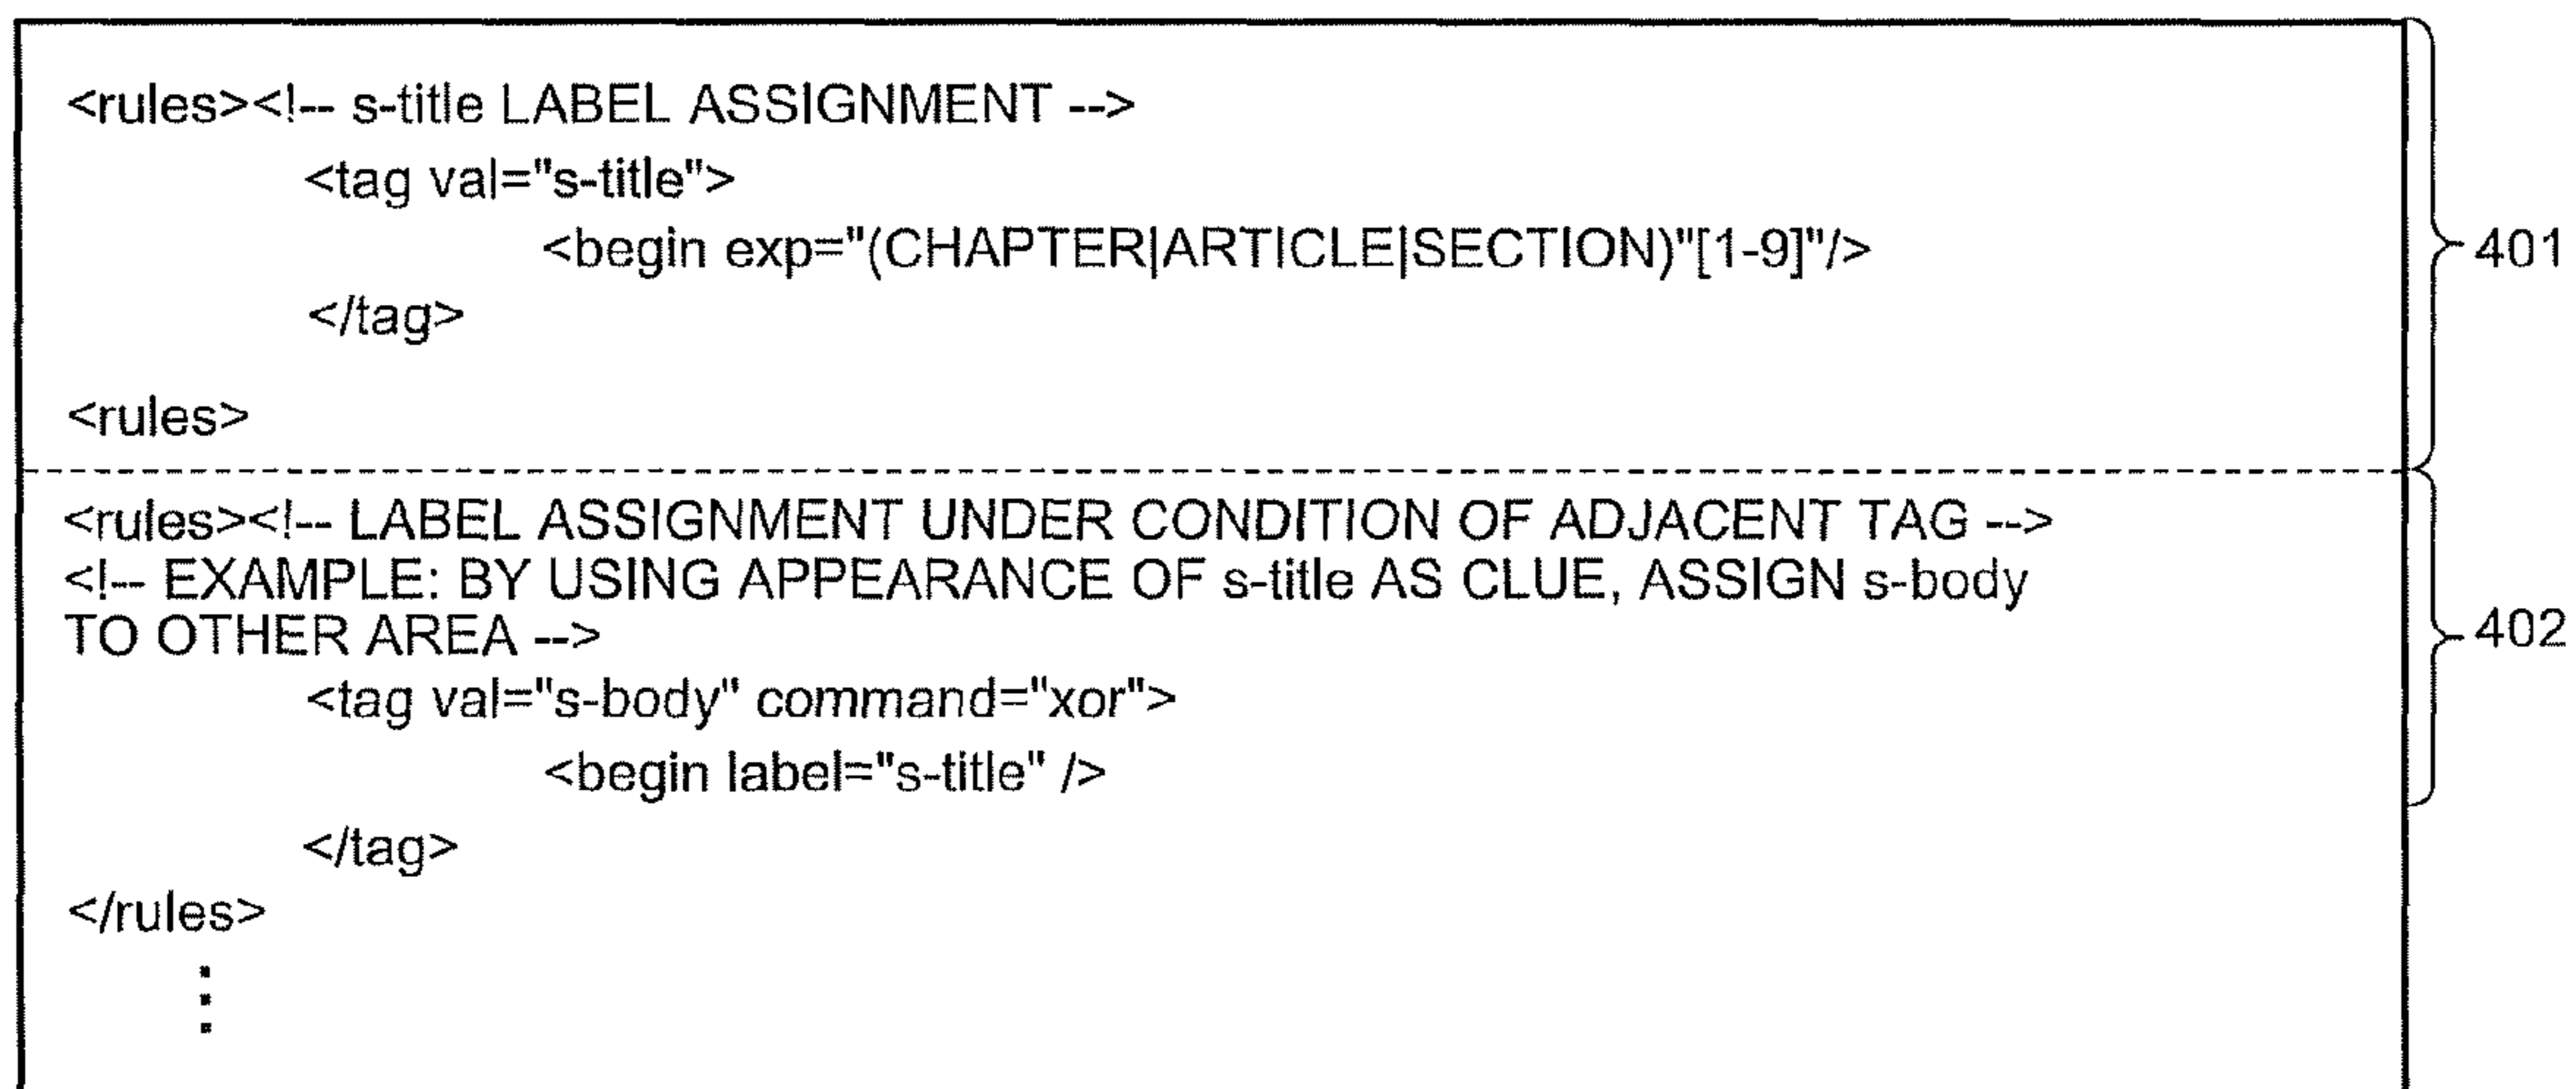 <rules><!-- s-title LABEL ASSIGNMENT -->
<tag val="s-title">
<begin exp="(CHAPTER|ARTICLE|SECTION)"[1-9]"/>
</tag>
401
<rules>
<rules><!-- LABEL ASSIGNMENT UNDER CONDITION OF ADJACENT TAG -->
<!-- EXAMPLE: BY USING APPEARANCE OF s-title AS CLUE, ASSIGN s-body
TO OTHER AREA -->
402
<tag val="s-body" command="xor">
<begin label="s-title" />
</tag>
</rules>